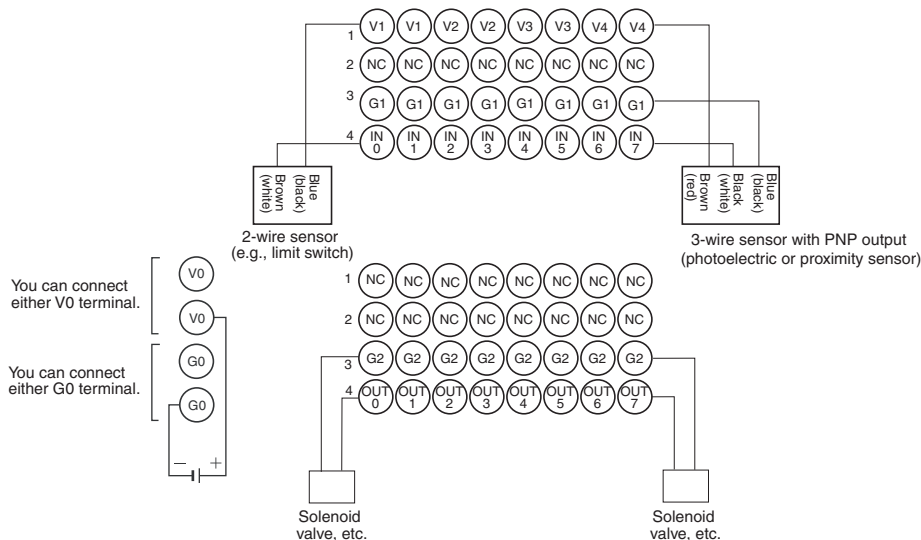 1 V1 V1 V2 V2 V3 V3 V4 V4
2 NC NC NC NC NC NC NC NC
3 G1 G1 G1 G1 G1 G1 G1 G1
4 IN 0 IN 1 IN 2 IN 3 IN 4 IN 5 IN 6 IN 7
Blue
(black)
Brown
(white)
2-wire sensor
(e.g., limit switch)
Blue
(black)
Black
(white)
Brown
(red)
3-wire sensor with PNP output
(photoelectric or proximity sensor)
You can connect
either V0 terminal.
V0
V0
You can connect
either G0 terminal.
G0
G0
− +
1 NC NC NC NC NC NC NC NC
2 NC NC NC NC NC NC NC NC
3 G2 G2 G2 G2 G2 G2 G2 G2
4 OUT 0 OUT 1 OUT 2 OUT 3 OUT 4 OUT 5 OUT 6 OUT 7
Solenoid
valve, etc.
Solenoid
valve, etc.